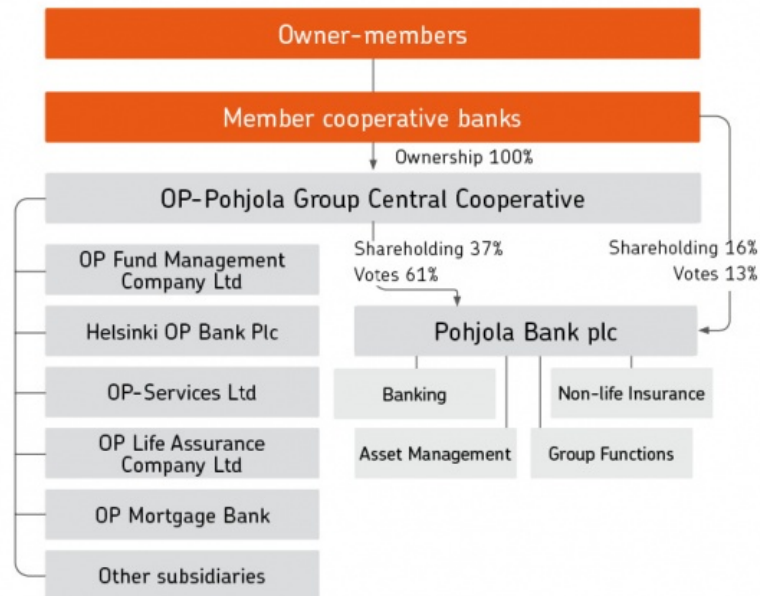 Owner-members
Member cooperative banks
Ownership 100%
OP-Pohjola Group Central Cooperative
Shareholding 37%
Votes 61%
Shareholding 16%
Votes 13%
OP Fund Management
Company Ltd
Helsinki OP Bank Plc
OP-Services Ltd
OP Life Assurance
Company Ltd
OP Mortgage Bank
Other subsidiaries
Pohjola Bank plc
Banking
Non-life Insurance
Asset Management
Group Functions